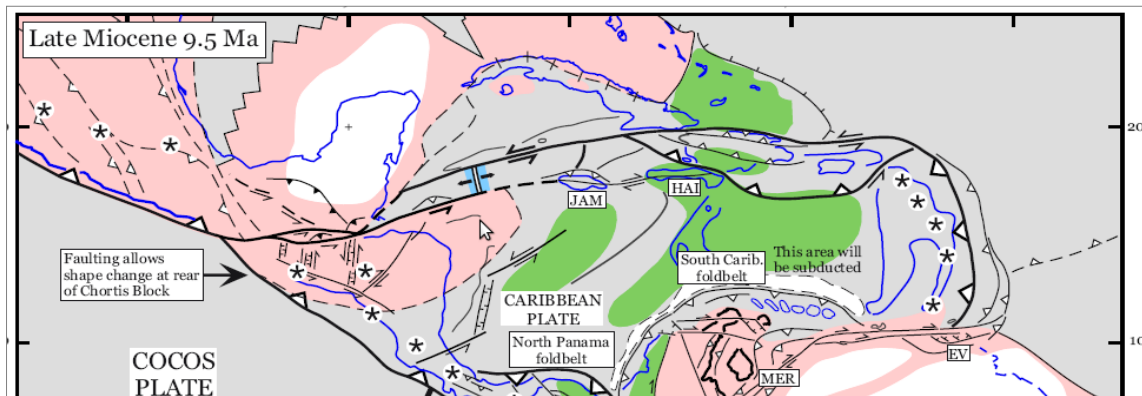 Late Miocene 9.5 Ma
20
JAM
HAI
Faulting allows
shape change at rear
of Chortis Block
South Carib.
foldbelt
This area will
be subducted
CARIBBEAN
PLATE
North Panama
foldbelt
COCOS
PLATE
MER
EV
10